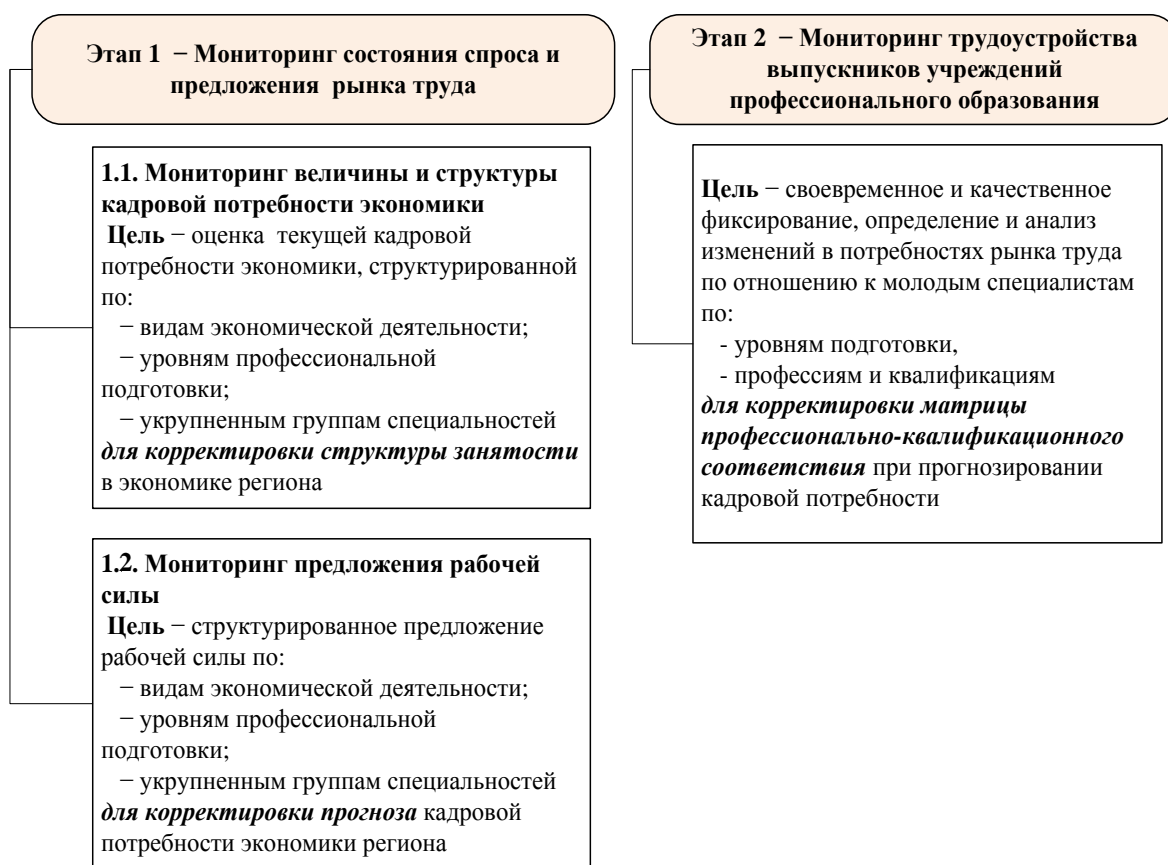 Этап 1 − Мониторинг состояния спроса и
предложения рынка труда
1.1. Мониторинг величины и структуры
кадровой потребности экономики
Цель − оценка текущей кадровой
потребности экономики, структурированной
по:
− видам экономической деятельности;
− уровням профессиональной
подготовки;
− укрупненным группам специальностей
для корректировки структуры занятости
в экономике региона
1.2. Мониторинг предложения рабочей
силы
Цель − структурированное предложение
рабочей силы по:
− видам экономической деятельности;
− уровням профессиональной
подготовки;
− укрупненным группам специальностей
для корректировки прогноза кадровой
потребности экономики региона
Этап 2 − Мониторинг трудоустройства
выпускников учреждений
профессионального образования
Цель − своевременное и качественное
фиксирование, определение и анализ
изменений в потребностях рынка труда
по отношению к молодым специалистам
по:
- уровням подготовки,
- профессиям и квалификациям
для корректировки матрицы
профессионально-квалификационного
соответствия при прогнозировании
кадровой потребности